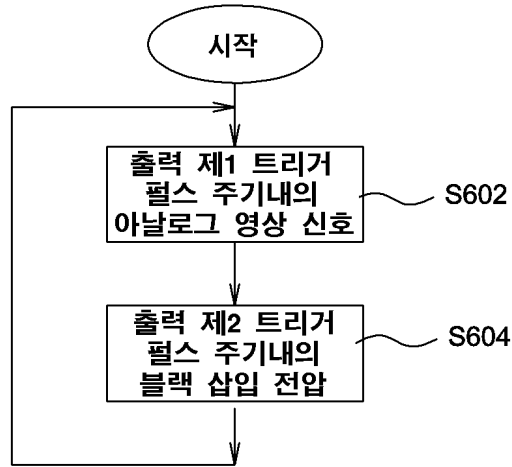 시작
출력 제1 트리거
펄스 주기내의
아날로그 영상 신호
S602
출력 제2 트리거
펄스 주기내의
블랙 삽입 전압
S604